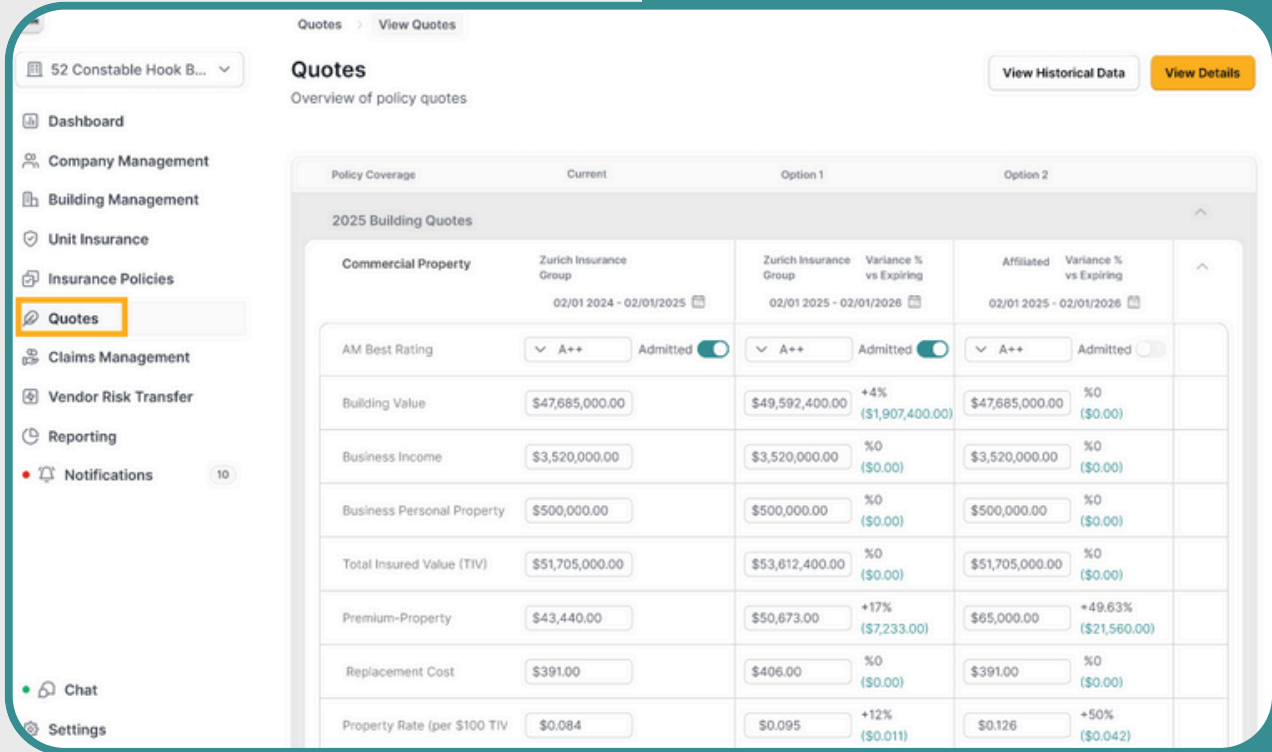 Quotes > View Quotes
52 Constable Hook B...
Quotes
View Historical Data
View Details
Overview of policy quotes
Dashboard
Company Management
Building Management
Unit Insurance
Insurance Policies
Quotes
Claims Management
Vendor Risk Transfer
Reporting
Notifications 10
Chat
Settings
Policy Coverage Current Option 1 Option 2
2025 Building Quotes
Commercial Property
Zurich Insurance
Group
02/01 2024 - 02/01/2025
Zurich Insurance
Group
Variance %
vs Expiring
02/01 2025 - 02/01/2026
Affiliated
Variance %
vs Expiring
02/01 2025 - 02/01/2026
AM Best Rating A++ Admitted A++ Admitted A++ Admitted
Building Value $47,685,000.00 $49,592,400.00 +4% ($1,907,400.00) $47,685,000.00 %0 ($0.00)
Business Income $3,520,000.00 $3,520,000.00 %0 ($0.00) $3,520,000.00 %0 ($0.00)
Business Personal Property $500,000.00 $500,000.00 %0 ($0.00) $500,000.00 %0 ($0.00)
Total Insured Value (TIV) $51,705,000.00 $53,612,400.00 %0 ($0.00) $51,705,000.00 %0 ($0.00)
Premium-Property $43,440.00 $50,673.00 +17% ($7,233.00) $65,000.00 +49.63% ($21,560.00)
Replacement Cost $391.00 $406.00 %0 ($0.00) $391.00 %0 ($0.00)
Property Rate (per $100 TIV $0.084 $0.095 +12% ($0.011) $0.126 +50% ($0.042)